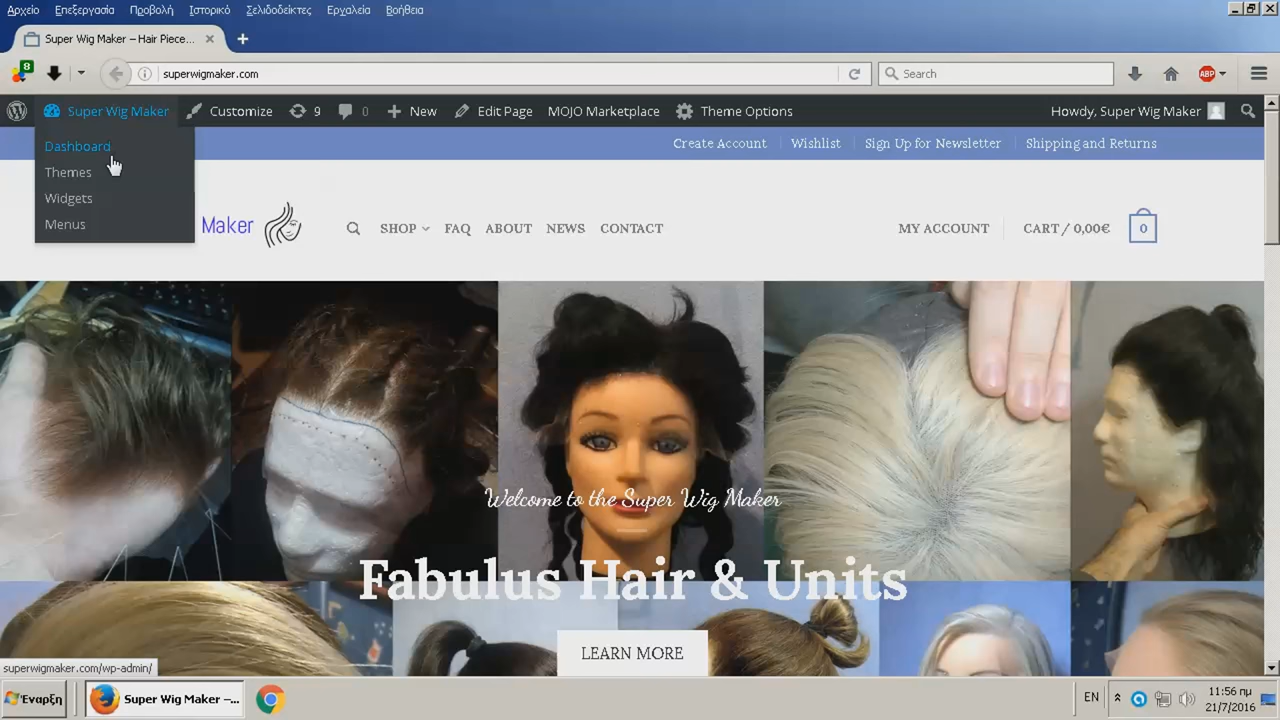 Αρχείο Επεξεργασία Προβολή Ιστορικό Σελιδοδείκτες Εργαλεία Βοήθεια
Super Wig Maker – Hair Piece...
8
superwigmaker.com
Search
ABP
Super Wig Maker Customize 9 0 New Edit Page MOJO Marketplace Theme Options Howdy, Super Wig Maker
Dashboard
Themes
Widgets
Menus
Create Account Wishlist Sign Up for Newsletter Shipping and Returns
Maker SHOP FAQ ABOUT NEWS CONTACT MY ACCOUNT CART / 0,00€ 0
Welcome to the Super Wig Maker
Fabulus Hair & Units
LEARN MORE
superwigmaker.com/wp-admin/
Έναρξη Super Wig Maker –... EN 11:56 πμ
21/7/2016